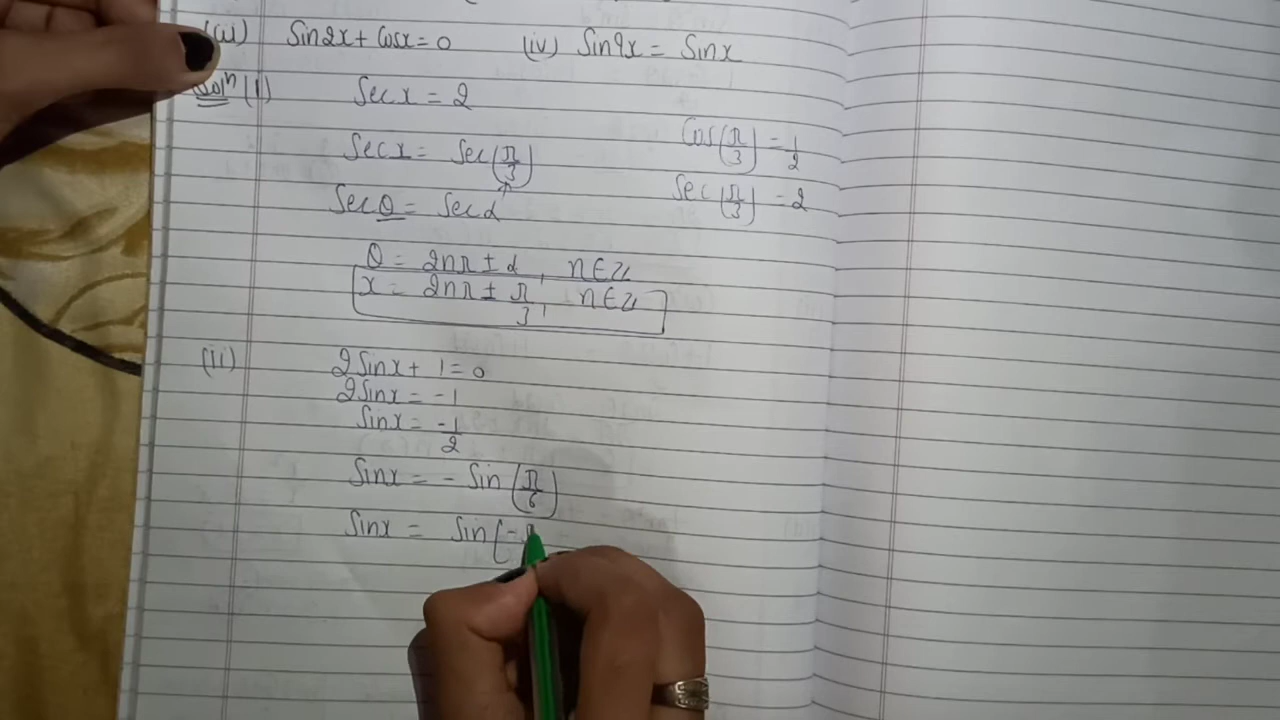 (iii) Sin2x + Cosx = 0 (iv) Sin9x = Sinx
Solⁿ (1) Secx = 2
Secx = Sec(π/3) Cos(π/3) = 1/2
Secθ = Secα Sec(π/3) = 2
θ = 2nπ ± α, n∈Z
x = 2nπ ± π/3, n∈Z
(ii) 2Sinx + 1 = 0
2Sinx = -1
Sinx = -1/2
Sinx = - Sin(π/6)
Sinx = Sin(-